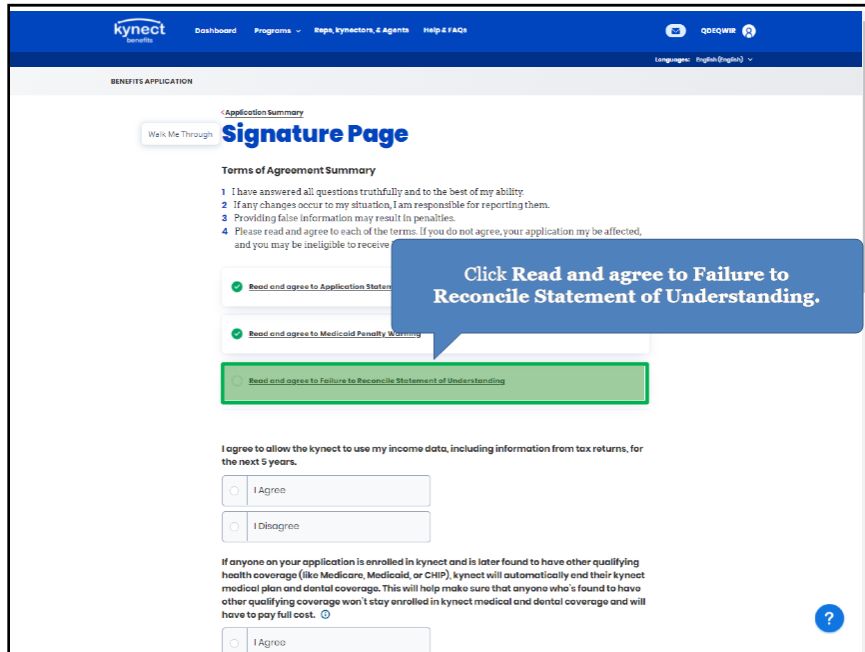 kynect
benefits
Dashboard Programs Reps, kynectors, & Agents Help & FAQs QDEQWIR
Languages: English (English)
BENEFITS APPLICATION
<Application Summary
Walk Me Through
Signature Page
Terms of Agreement Summary
1 I have answered all questions truthfully and to the best of my ability.
2 If any changes occur to my situation, I am responsible for reporting them.
3 Providing false information may result in penalties.
4 Please read and agree to each of the terms. If you do not agree, your application my be affected,
and you may be ineligible to receive
Click Read and agree to Failure to
Reconcile Statement of Understanding.
Read and agree to Application Statem
Read and agree to Medicaid Penalty Warning
Read and agree to Failure to Reconcile Statement of Understanding
I agree to allow the kynect to use my income data, including information from tax returns, for
the next 5 years.
I Agree
I Disagree
If anyone on your application is enrolled in kynect and is later found to have other qualifying
health coverage (like Medicare, Medicaid, or CHIP), kynect will automatically end their kynect
medical plan and dental coverage. This will help make sure that anyone who's found to have
other qualifying coverage won't stay enrolled in kynect medical and dental coverage and will
have to pay full cost.
I Agree
?